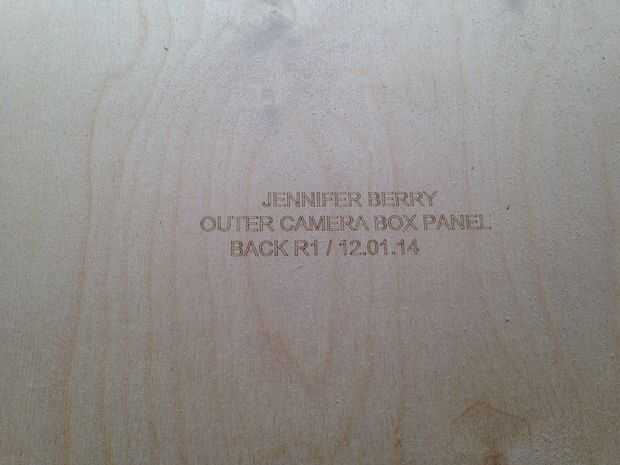 JENNIFER BERRY
OUTER CAMERA BOX PANEL
BACK R1 / 12.01.14